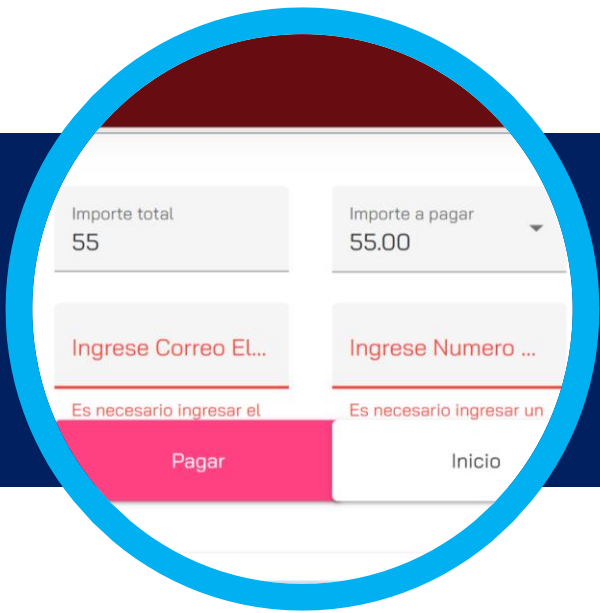 Importe total
Importe a pagar
55
55.00
Ingrese Correo El...
Ingrese Numero ...
Es necesario ingresar el
Es necesario ingresar un
Pagar
Inicio